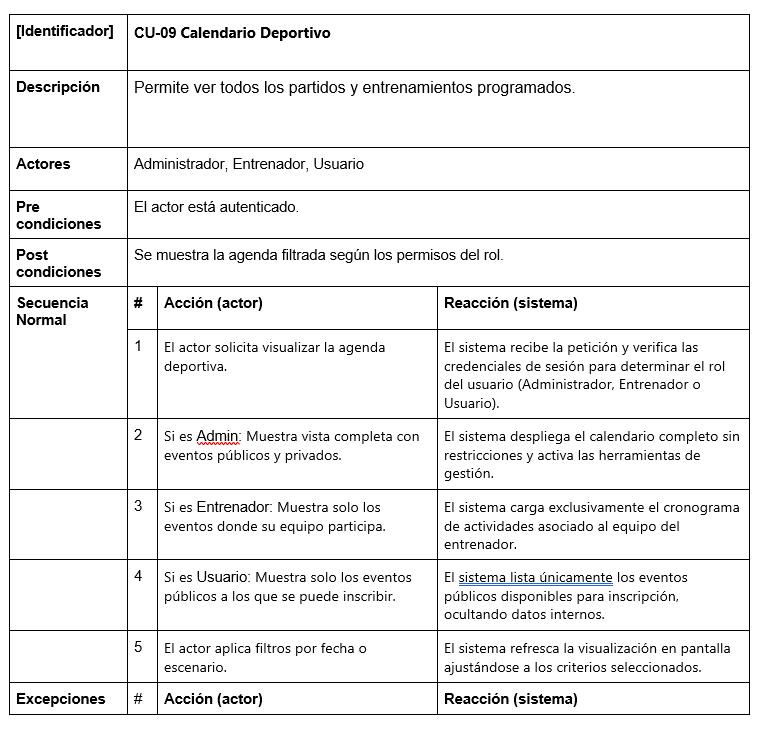 [Identificador] CU-09 Calendario Deportivo
Descripción Permite ver todos los partidos y entrenamientos programados.
Actores Administrador, Entrenador, Usuario
Pre
condiciones El actor está autenticado.
Post
condiciones Se muestra la agenda filtrada según los permisos del rol.
Secuencia
Normal
# Acción (actor) Reacción (sistema)
1 El actor solicita visualizar la agenda
deportiva.
El sistema recibe la petición y verifica las
credenciales de sesión para determinar el rol
del usuario (Administrador, Entrenador o
Usuario).
2 Si es Admin: Muestra vista completa con
eventos públicos y privados.
El sistema despliega el calendario completo sin
restricciones y activa las herramientas de
gestión.
3 Si es Entrenador: Muestra solo los
eventos donde su equipo participa.
El sistema carga exclusivamente el cronograma
de actividades asociado al equipo del
entrenador.
4 Si es Usuario: Muestra solo los eventos
públicos a los que se puede inscribir.
El sistema lista únicamente los eventos
públicos disponibles para inscripción,
ocultando datos internos.
5 El actor aplica filtros por fecha o
escenario.
El sistema refresca la visualización en pantalla
ajustándose a los criterios seleccionados.
Excepciones # Acción (actor) Reacción (sistema)